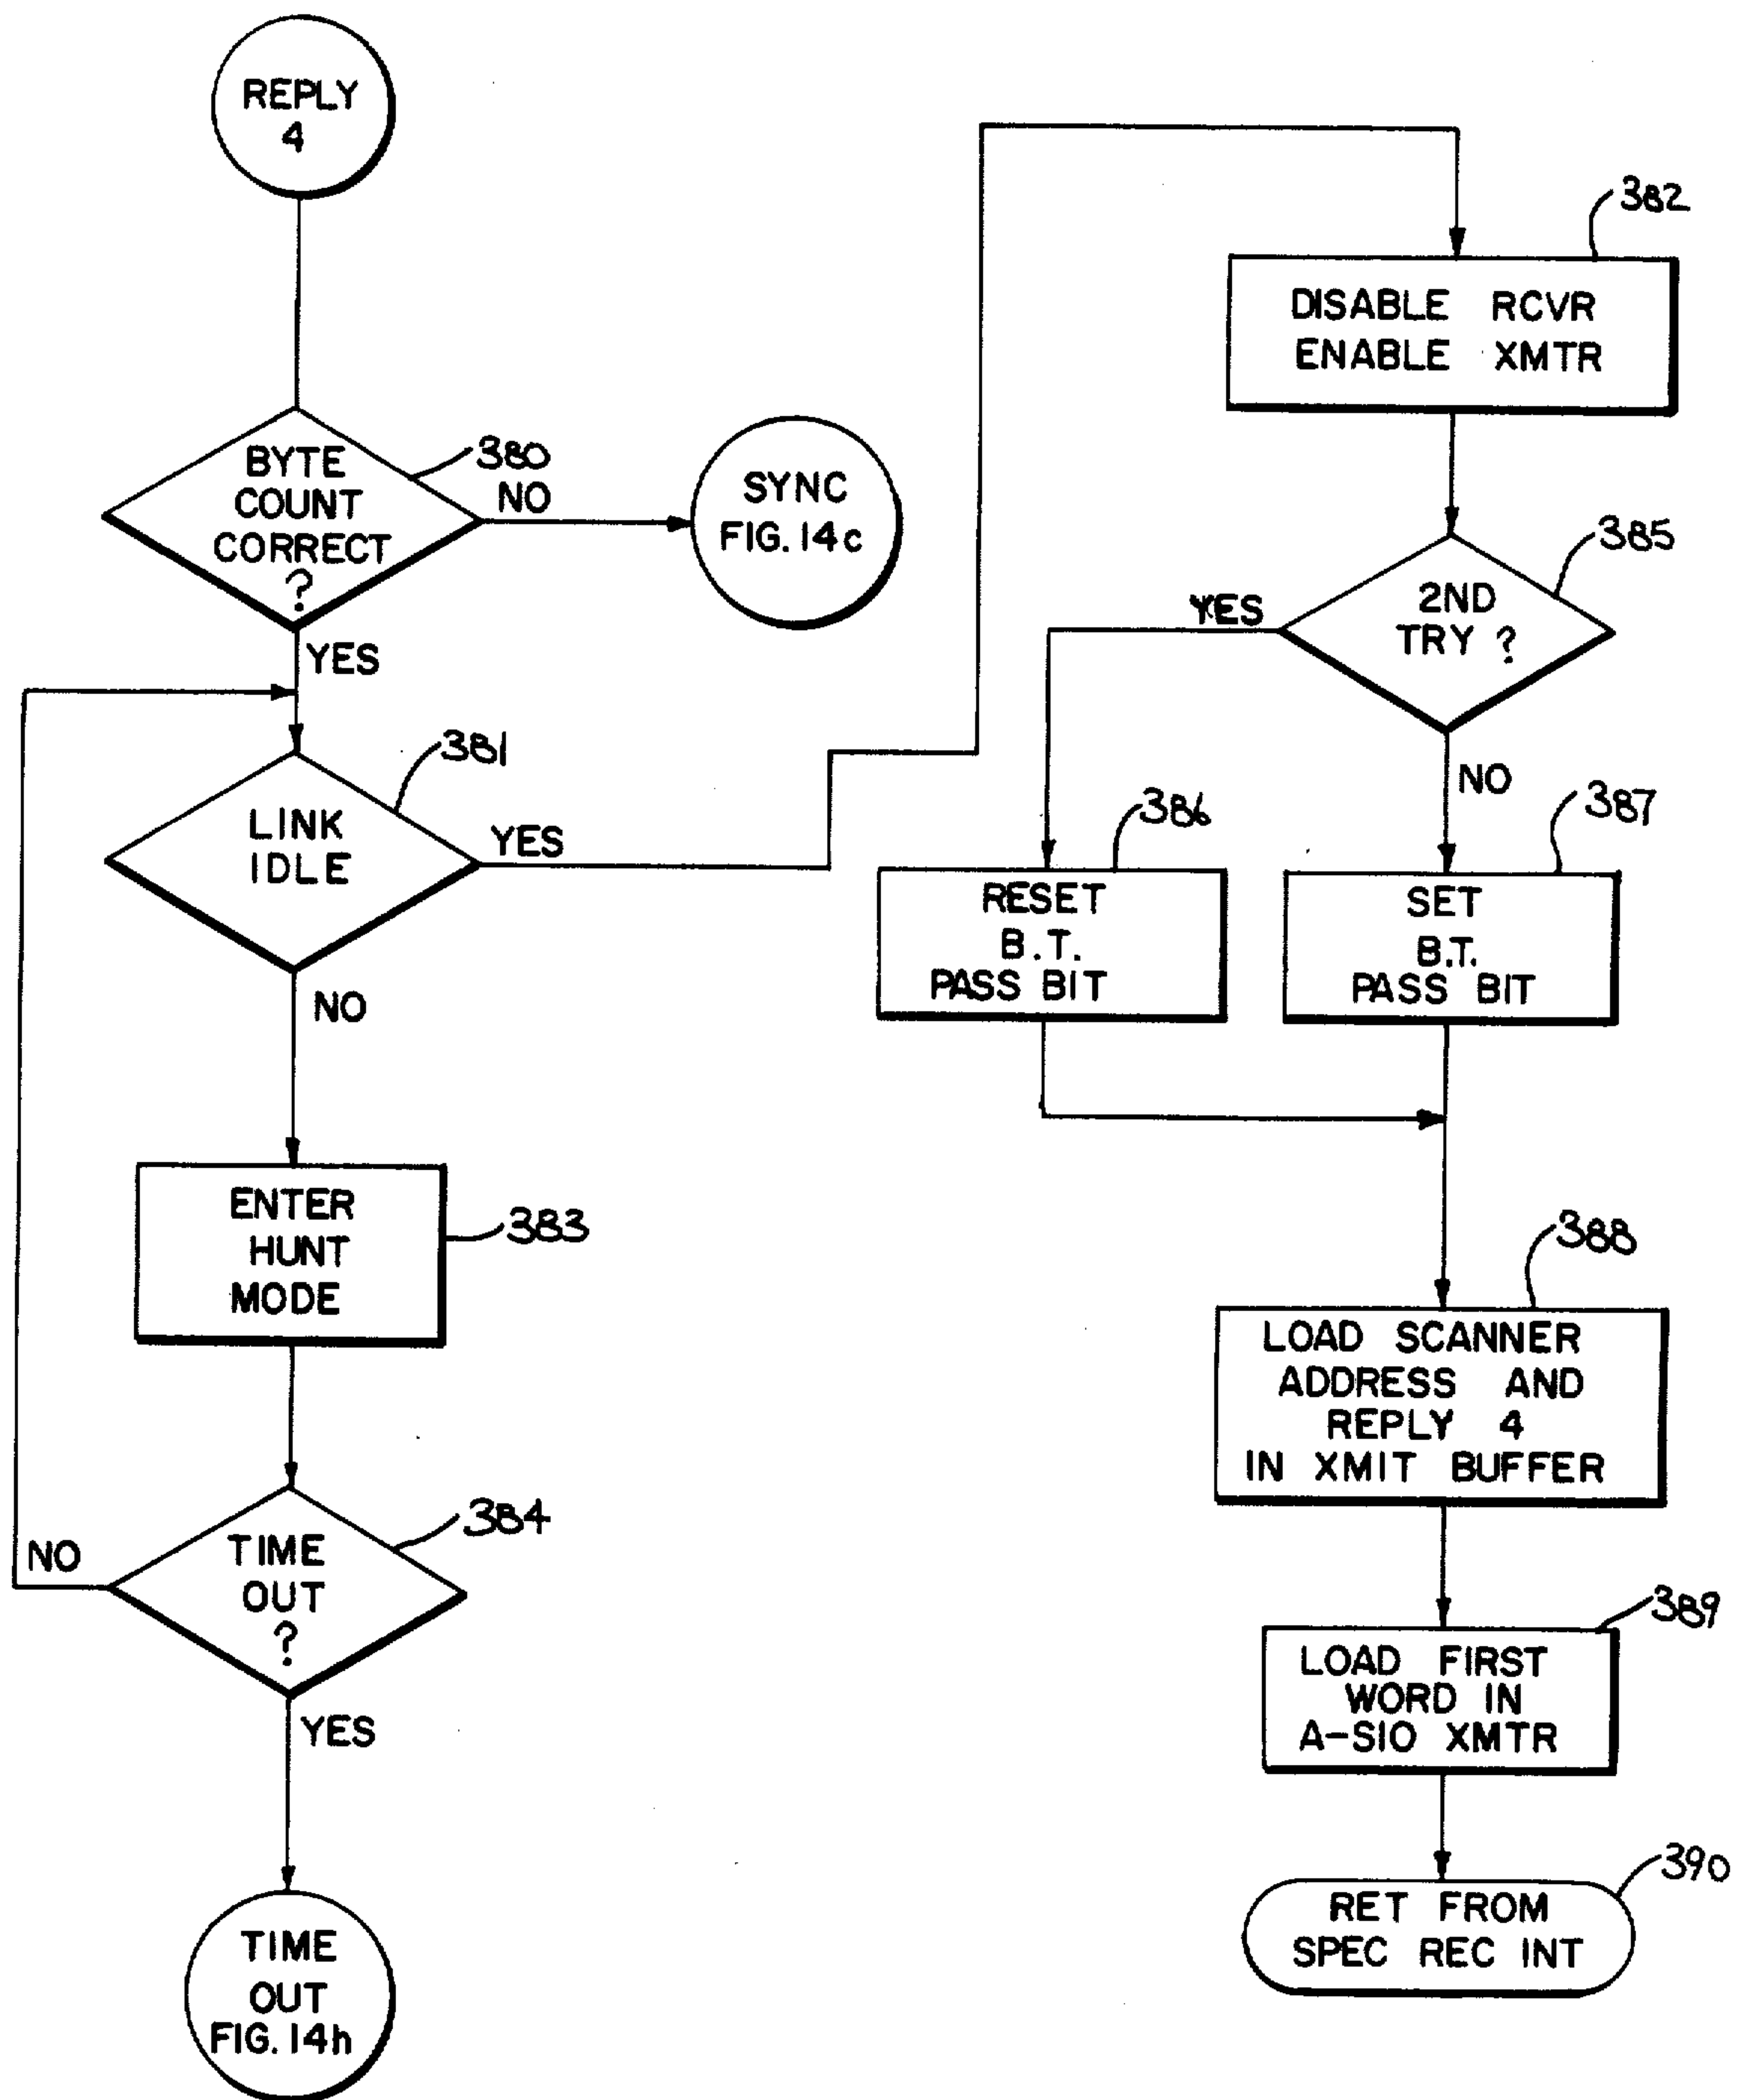 REPLY
4
BYTE
COUNT
CORRECT
?
380
NO
SYNC
FIG. 14c
YES
LINK
IDLE
381
YES
NO
ENTER
HUNT
MODE
383
TIME
OUT
?
384
NO
YES
TIME
OUT
FIG. 14h
382
DISABLE RCVR
ENABLE XMTR
385
2ND
TRY ?
YES
NO
386
RESET
B.T.
PASS BIT
387
SET
B.T.
PASS BIT
388
LOAD SCANNER
ADDRESS AND
REPLY 4
IN XMIT BUFFER
389
LOAD FIRST
WORD IN
A-SIO XMTR
390
RET FROM
SPEC REC INT